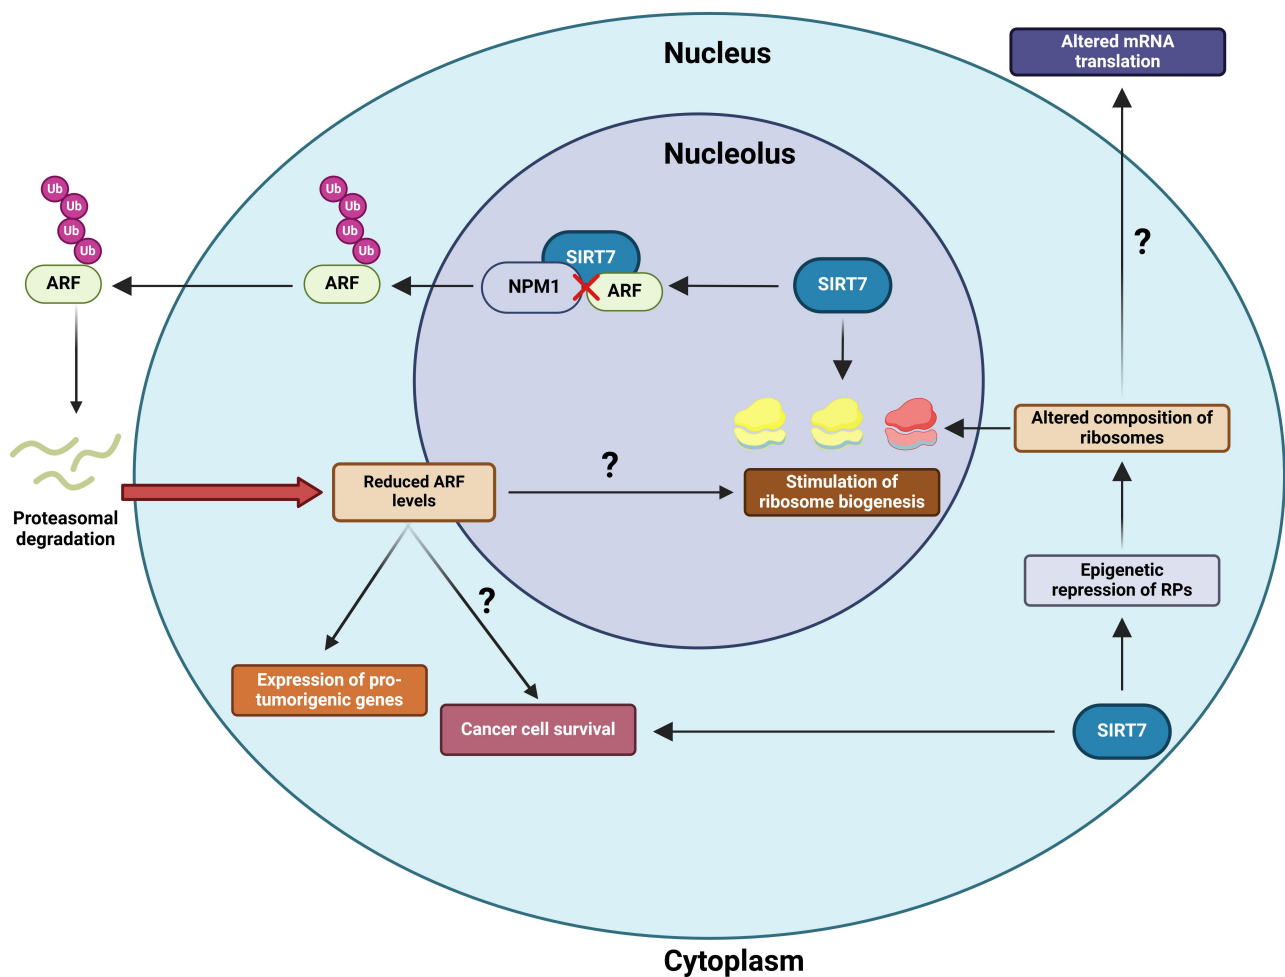 Nucleus
Altered mRNA
translation
Nucleolus
Ub
Ub
Ub
Ub
ARF
Ub
Ub
Ub
Ub
ARF
SIRT7
NPM1
ARF
SIRT7
?
Altered composition of
ribosomes
Proteasomal
degradation
Reduced ARF
levels
?
Stimulation of
ribosome biogenesis
Epigenetic
repression of RPs
?
Expression of pro-
tumorigenic genes
Cancer cell survival
SIRT7
Cytoplasm